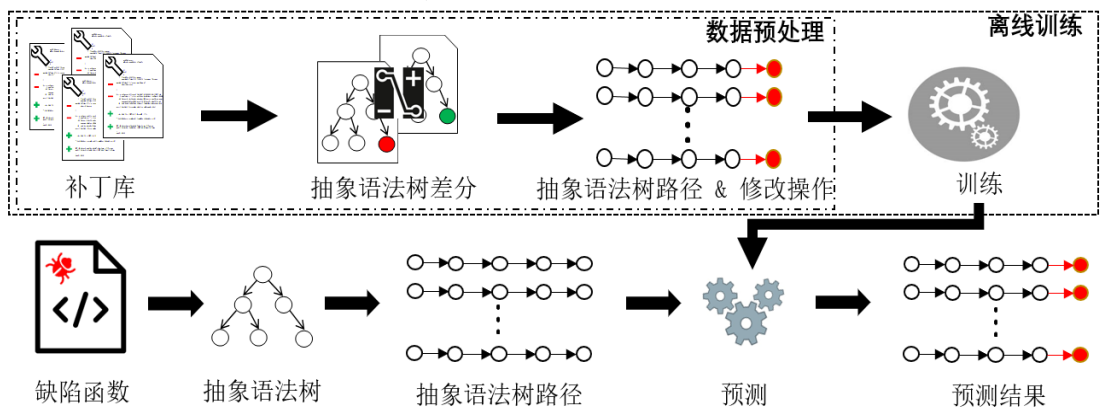 数据预处理
离线训练
补丁库
抽象语法树差分
抽象语法树路径 & 修改操作
训练
缺陷函数
抽象语法树
抽象语法树路径
预测
预测结果